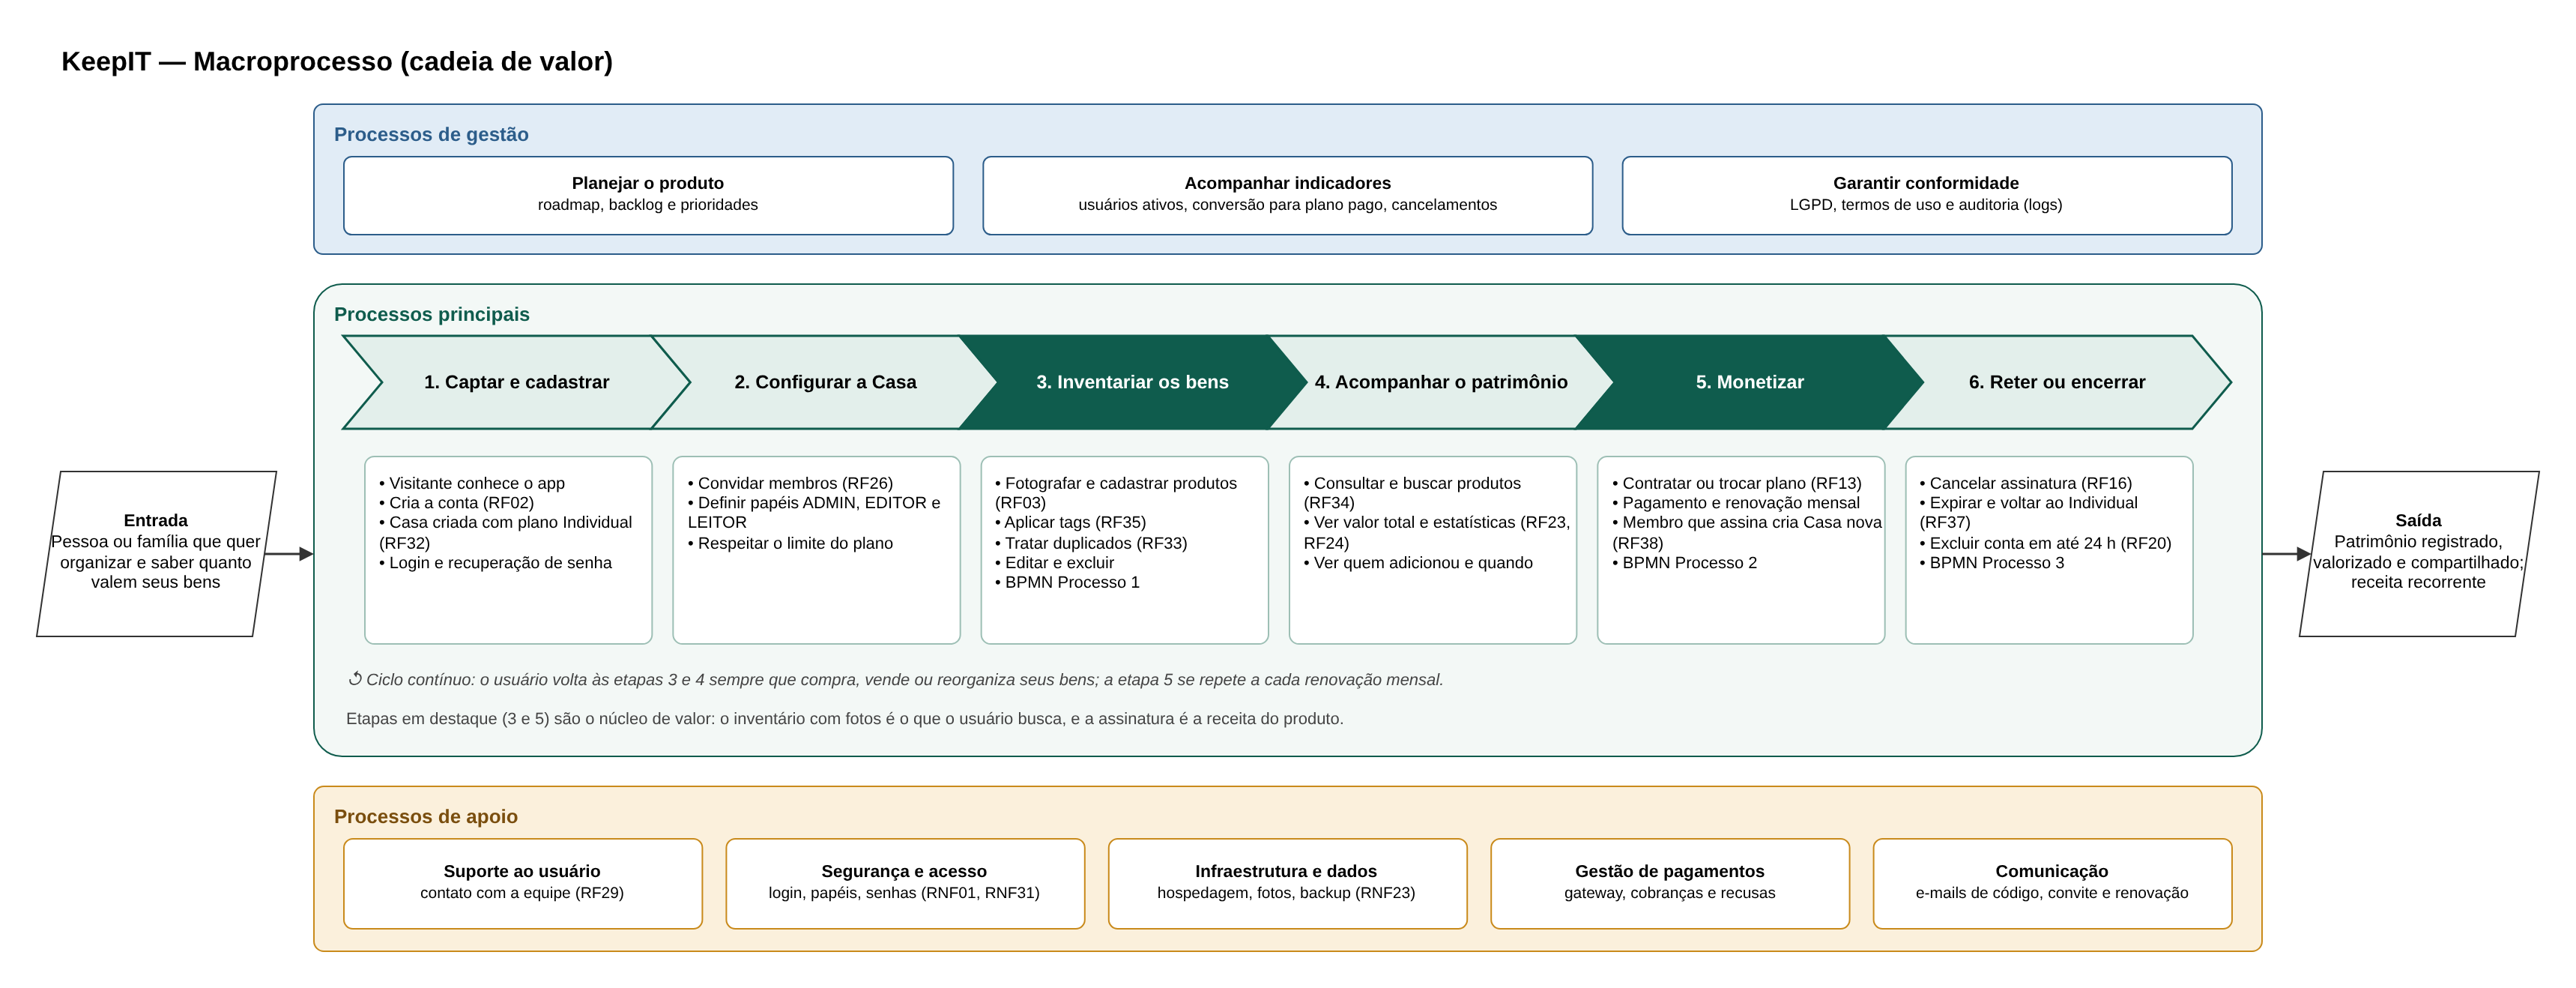 KeepIT — Macroprocesso (cadeia de valor)
Processos de gestão
Planejar o produto
roadmap, backlog e prioridades
Acompanhar indicadores
usuários ativos, conversão para plano pago, cancelamentos
Garantir conformidade
LGPD, termos de uso e auditoria (logs)
Processos principais
1. Captar e cadastrar
2. Configurar a Casa
3. Inventariar os bens
4. Acompanhar o patrimônio
5. Monetizar
6. Reter ou encerrar
Entrada
Pessoa ou família que quer
organizar e saber quanto
valem seus bens
• Visitante conhece o app
• Cria a conta (RF02)
• Casa criada com plano Individual
(RF32)
• Login e recuperação de senha
• Convidar membros (RF26)
• Definir papéis ADMIN, EDITOR e
LEITOR
• Respeitar o limite do plano
• Fotografar e cadastrar produtos
(RF03)
• Aplicar tags (RF35)
• Tratar duplicados (RF33)
• Editar e excluir
• BPMN Processo 1
• Consultar e buscar produtos
(RF34)
• Ver valor total e estatísticas (RF23,
RF24)
• Ver quem adicionou e quando
• Contratar ou trocar plano (RF13)
• Pagamento e renovação mensal
• Membro que assina cria Casa nova
(RF38)
• BPMN Processo 2
• Cancelar assinatura (RF16)
• Expirar e voltar ao Individual
(RF37)
• Excluir conta em até 24 h (RF20)
• BPMN Processo 3
Saída
Patrimônio registrado,
valorizado e compartilhado;
receita recorrente
↺ Ciclo contínuo: o usuário volta às etapas 3 e 4 sempre que compra, vende ou reorganiza seus bens; a etapa 5 se repete a cada renovação mensal.
Etapas em destaque (3 e 5) são o núcleo de valor: o inventário com fotos é o que o usuário busca, e a assinatura é a receita do produto.
Processos de apoio
Suporte ao usuário
contato com a equipe (RF29)
Segurança e acesso
login, papéis, senhas (RNF01, RNF31)
Infraestrutura e dados
hospedagem, fotos, backup (RNF23)
Gestão de pagamentos
gateway, cobranças e recusas
Comunicação
e-mails de código, convite e renovação